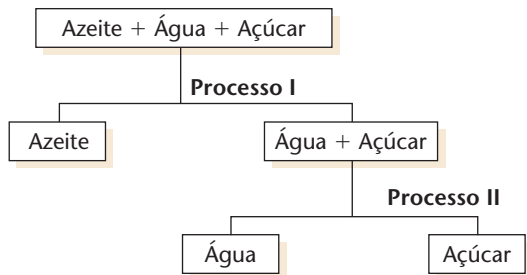 Azeite + Água + Açúcar
Processo I
Azeite
Água + Açúcar
Processo II
Água
Açúcar